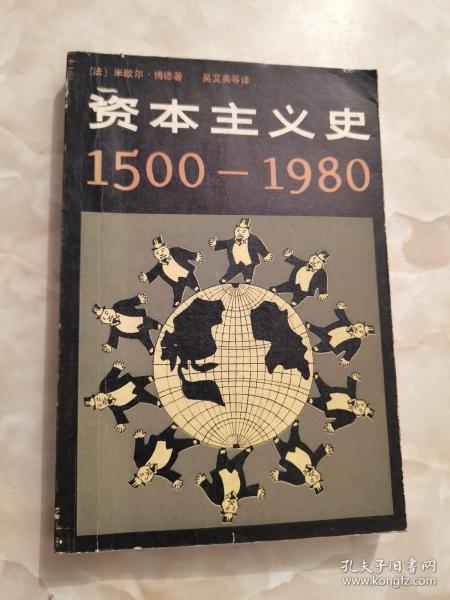 〔法〕米歇尔·博德著 吴艾美等译
资本主义史
1500－1980
孔夫子旧书网
www.kongfz.com